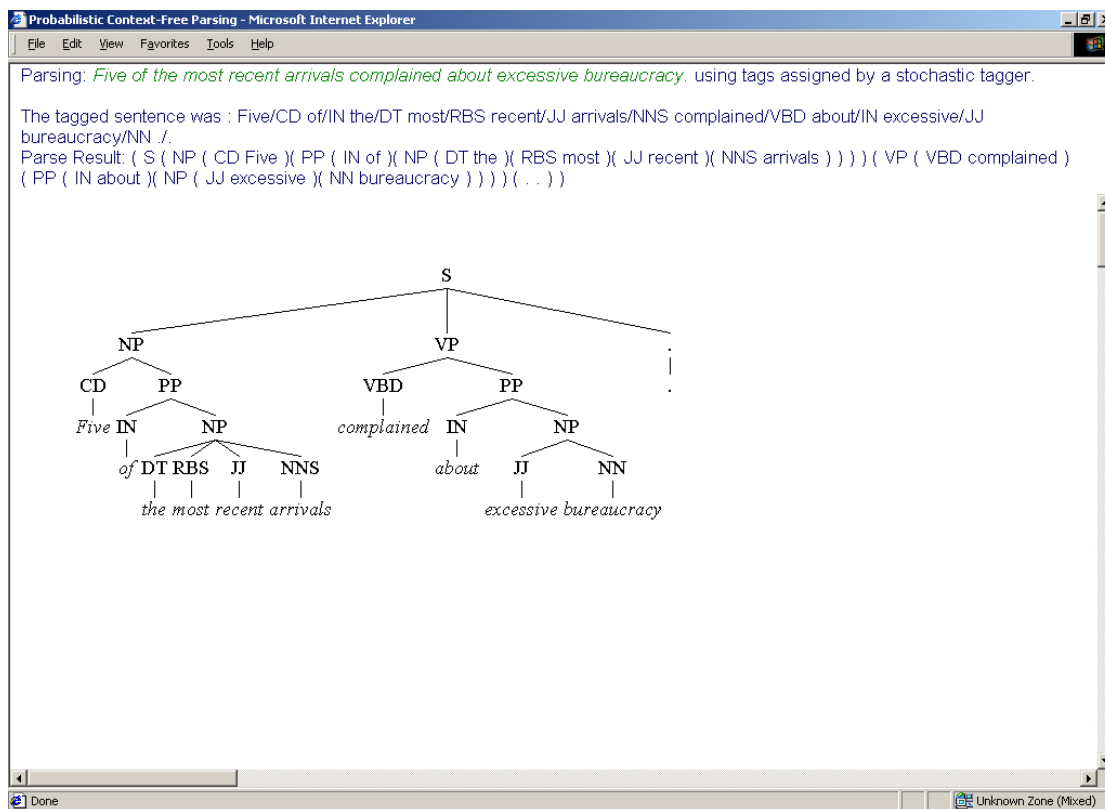 Probabilistic Context-Free Parsing - Microsoft Internet Explorer
File Edit View Favorites Tools Help
Parsing: Five of the most recent arrivals complained about excessive bureaucracy. using tags assigned by a stochastic tagger.
The tagged sentence was : Five/CD of/IN the/DT most/RBS recent/JJ arrivals/NNS complained/VBD about/IN excessive/JJ
bureaucracy/NN ./.
Parse Result: ( S ( NP ( CD Five )( PP ( IN of )( NP ( DT the )( RBS most )( JJ recent )( NNS arrivals ) ) ) ) ( VP ( VBD complained )
( PP ( IN about )( NP ( JJ excessive )( NN bureaucracy ) ) ) ) ( . . ) )
S
NP VP .
CD PP VBD PP .
Five IN NP complained IN NP
of DT RBS JJ NNS about JJ NN
the most recent arrivals excessive bureaucracy
Done Unknown Zone (Mixed)